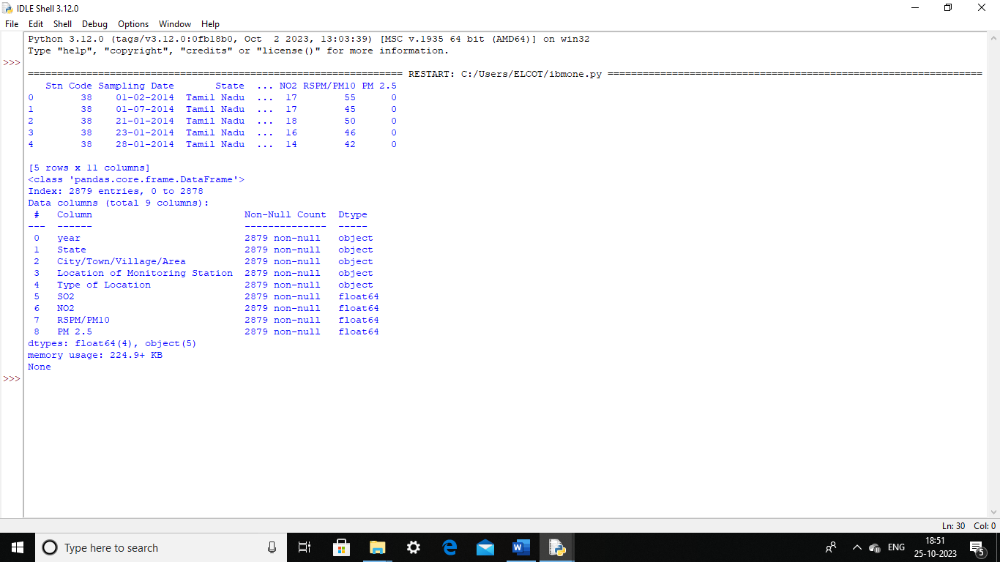 IDLE Shell 3.12.0
File Edit Shell Debug Options Window Help
Python 3.12.0 (tags/v3.12.0:0fb18b0, Oct  2 2023, 13:03:39) [MSC v.1935 64 bit (AMD64)] on win32
Type "help", "copyright", "credits" or "license()" for more information.
>>>
================================================================ RESTART: C:/Users/ELCOT/ibmone.py ================================================================
   Stn Code Sampling Date       State  ... NO2 RSPM/PM10 PM 2.5
0        38    01-02-2014  Tamil Nadu  ...  17        55      0
1        38    01-07-2014  Tamil Nadu  ...  17        45      0
2        38    21-01-2014  Tamil Nadu  ...  18        50      0
3        38    23-01-2014  Tamil Nadu  ...  16        46      0
4        38    28-01-2014  Tamil Nadu  ...  14        42      0
[5 rows x 11 columns]
<class 'pandas.core.frame.DataFrame'>
Index: 2879 entries, 0 to 2878
Data columns (total 9 columns):
 #   Column                          Non-Null Count  Dtype
---  ------                          --------------  -----
 0   year                            2879 non-null   object
 1   State                           2879 non-null   object
 2   City/Town/Village/Area          2879 non-null   object
 3   Location of Monitoring Station  2879 non-null   object
 4   Type of Location                2879 non-null   object
 5   SO2                             2879 non-null   float64
 6   NO2                             2879 non-null   float64
 7   RSPM/PM10                       2879 non-null   float64
 8   PM 2.5                          2879 non-null   float64
dtypes: float64(4), object(5)
memory usage: 224.9+ KB
None
>>>
Ln: 30 Col: 0
Type here to search
ENG
18:51
25-10-2023
5